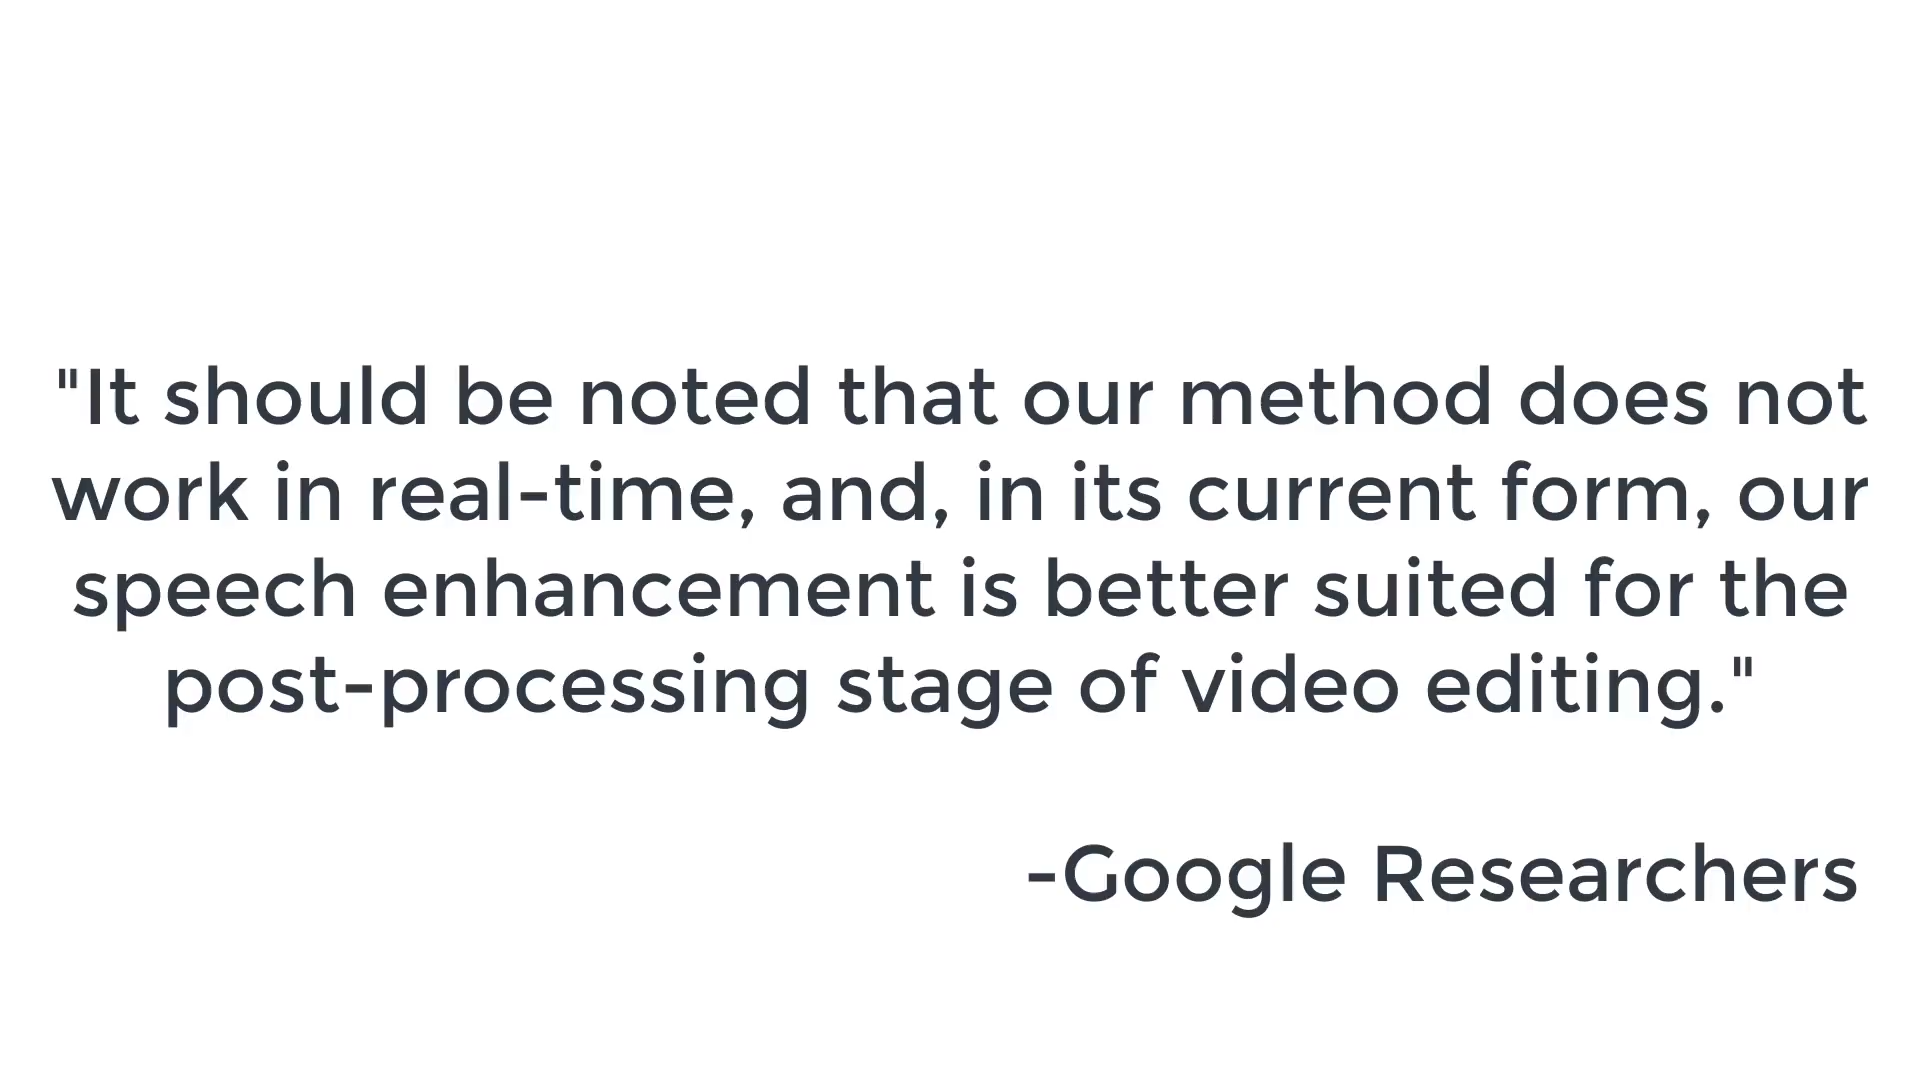 "It should be noted that our method does not
work in real-time, and, in its current form, our
speech enhancement is better suited for the
post-processing stage of video editing."
-Google Researchers